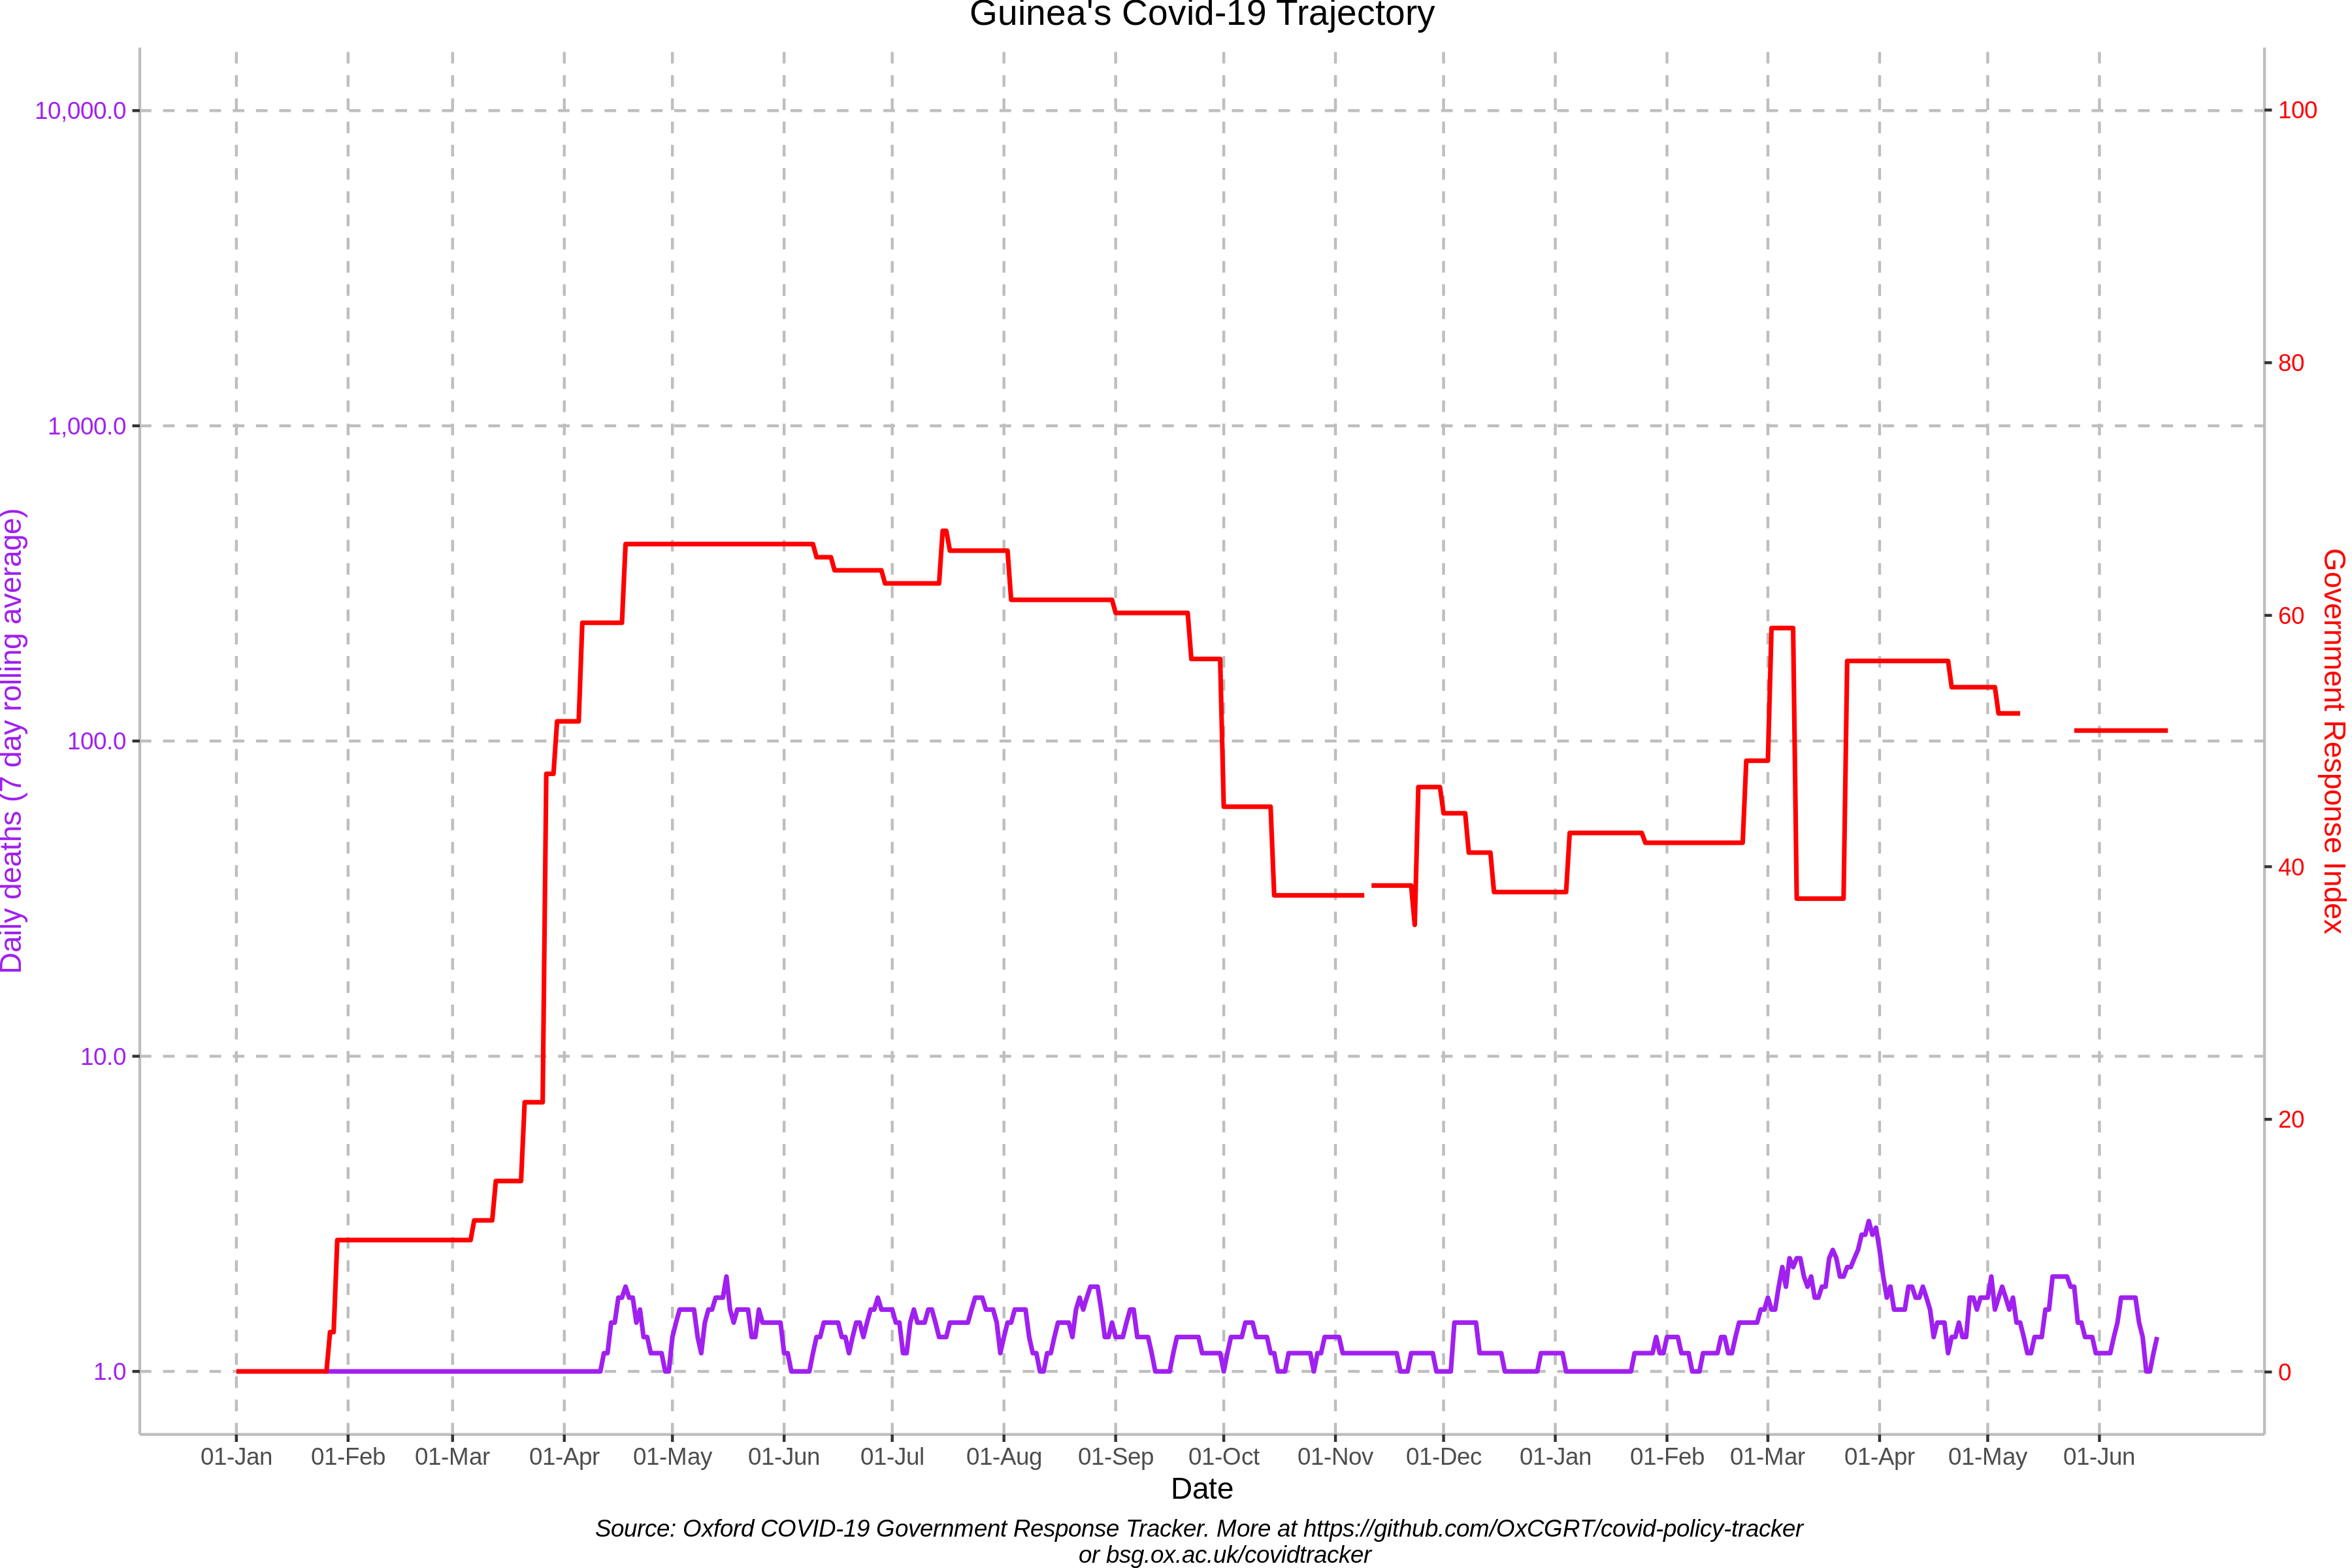 Guinea's Covid-19 Trajectory
10,000.0
1,000.0
100.0
10.0
1.0
Daily deaths (7 day rolling average)
100
80
60
40
20
0
Government Response Index
01-Jan 01-Feb 01-Mar 01-Apr 01-May 01-Jun 01-Jul 01-Aug 01-Sep 01-Oct 01-Nov 01-Dec 01-Jan 01-Feb 01-Mar 01-Apr 01-May 01-Jun
Date
Source: Oxford COVID-19 Government Response Tracker. More at https://github.com/OxCGRT/covid-policy-tracker
or bsg.ox.ac.uk/covidtracker